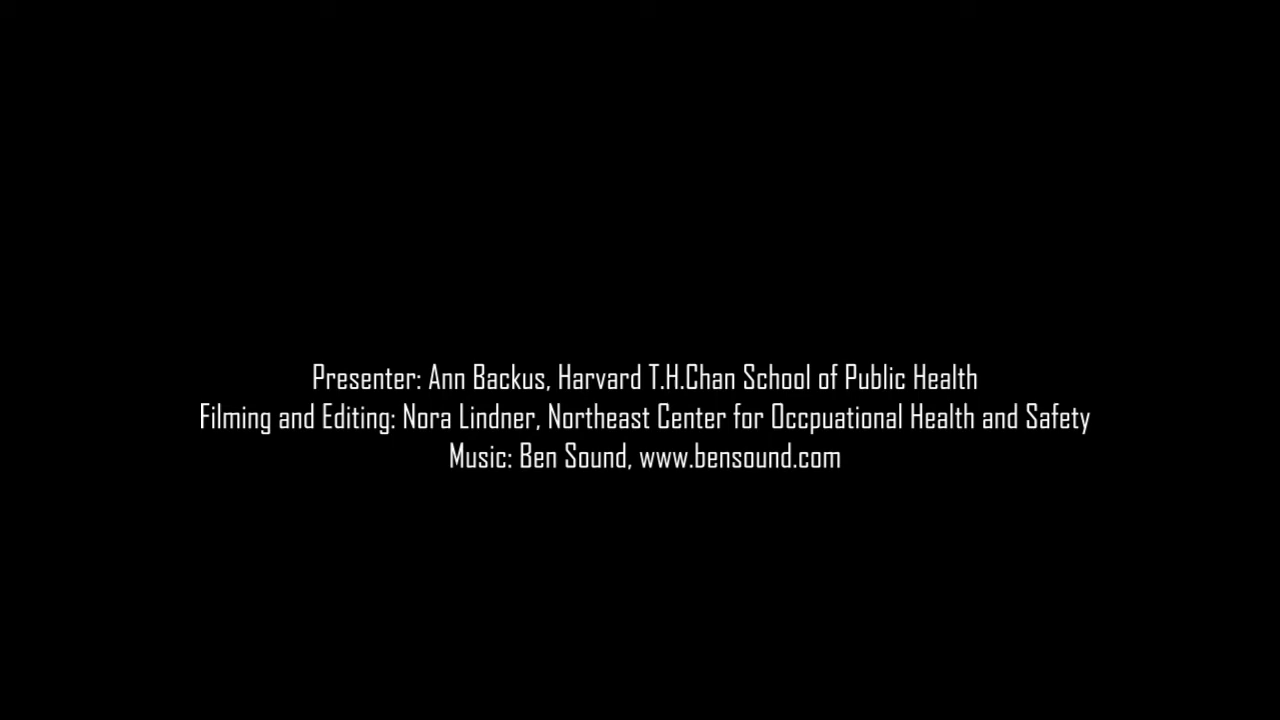 Presenter: Ann Backus, Harvard T.H.Chan School of Public Health
Filming and Editing: Nora Lindner, Northeast Center for Occpuational Health and Safety
Music: Ben Sound, www.bensound.com